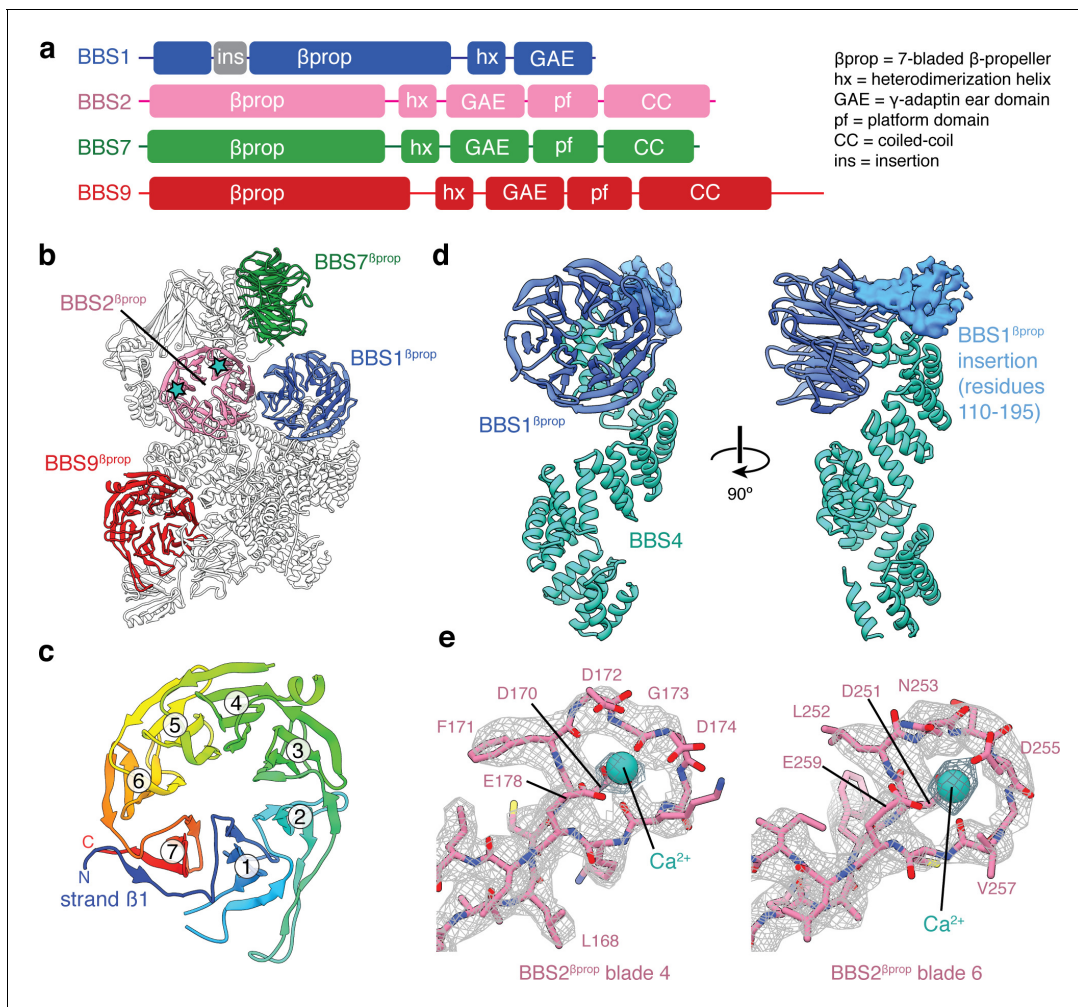 a
BBS1 ins βprop hx GAE
BBS2 βprop hx GAE pf CC
BBS7 βprop hx GAE pf CC
BBS9 βprop hx GAE pf CC
βprop = 7-bladed β-propeller
hx = heterodimerization helix
GAE = γ-adaptin ear domain
pf = platform domain
CC = coiled-coil
ins = insertion
b
BBS7βprop
BBS2βprop
BBS1βprop
BBS9βprop
c
1
2
3
4
5
6
7
C
N
strand β1
d
BBS1βprop
BBS4
90º
BBS1βprop
insertion
(residues
110-195)
e
D172
D170
G173
F171
D174
E178
Ca2+
L168
BBS2βprop blade 4
N253
D251
L252
D255
E259
V257
Ca2+
BBS2βprop blade 6